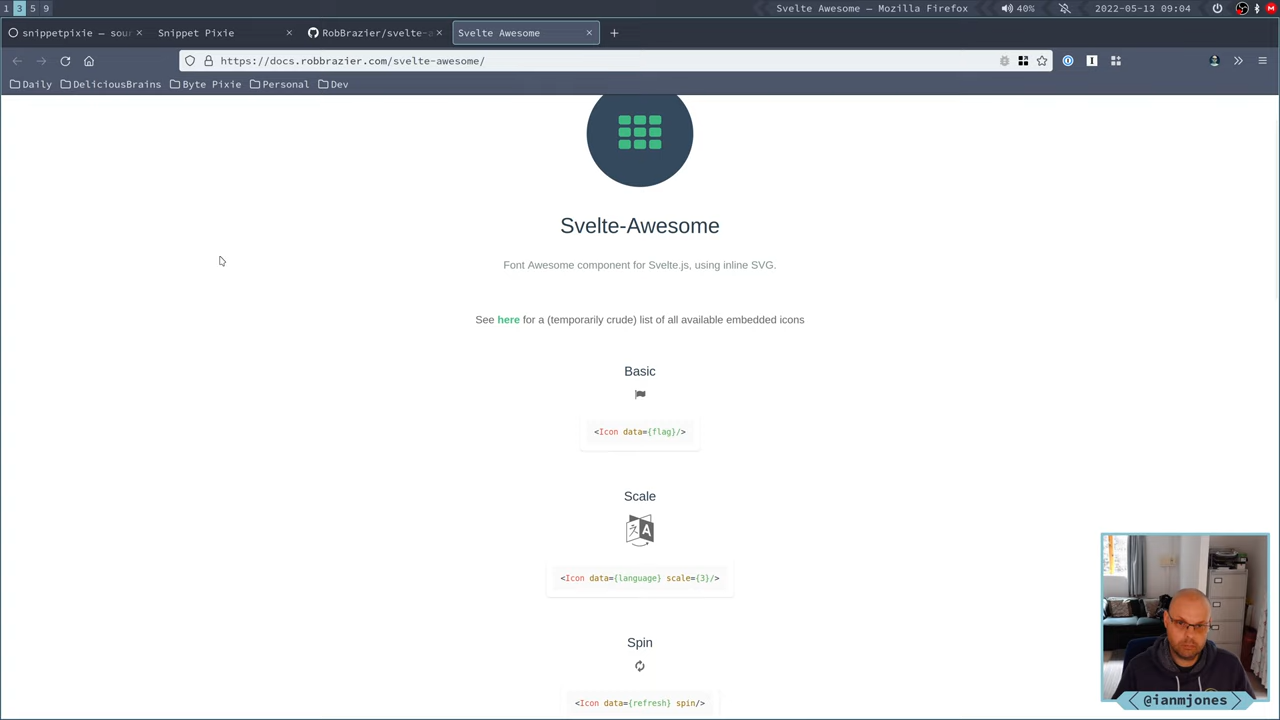 1 3 5 9
Svelte Awesome — Mozilla Firefox
40%
2022-05-13 09:04
snippetpixie — sour
Snippet Pixie
RobBrazier/svelte-a
Svelte Awesome
https://docs.robbrazier.com/svelte-awesome/
Daily
DeliciousBrains
Byte Pixie
Personal
Dev
Svelte-Awesome
Font Awesome component for Svelte.js, using inline SVG.
See here for a (temporarily crude) list of all available embedded icons
Basic
<Icon data={flag}/>
Scale
<Icon data={language} scale={3}/>
Spin
<Icon data={refresh} spin/>
@ianmjones